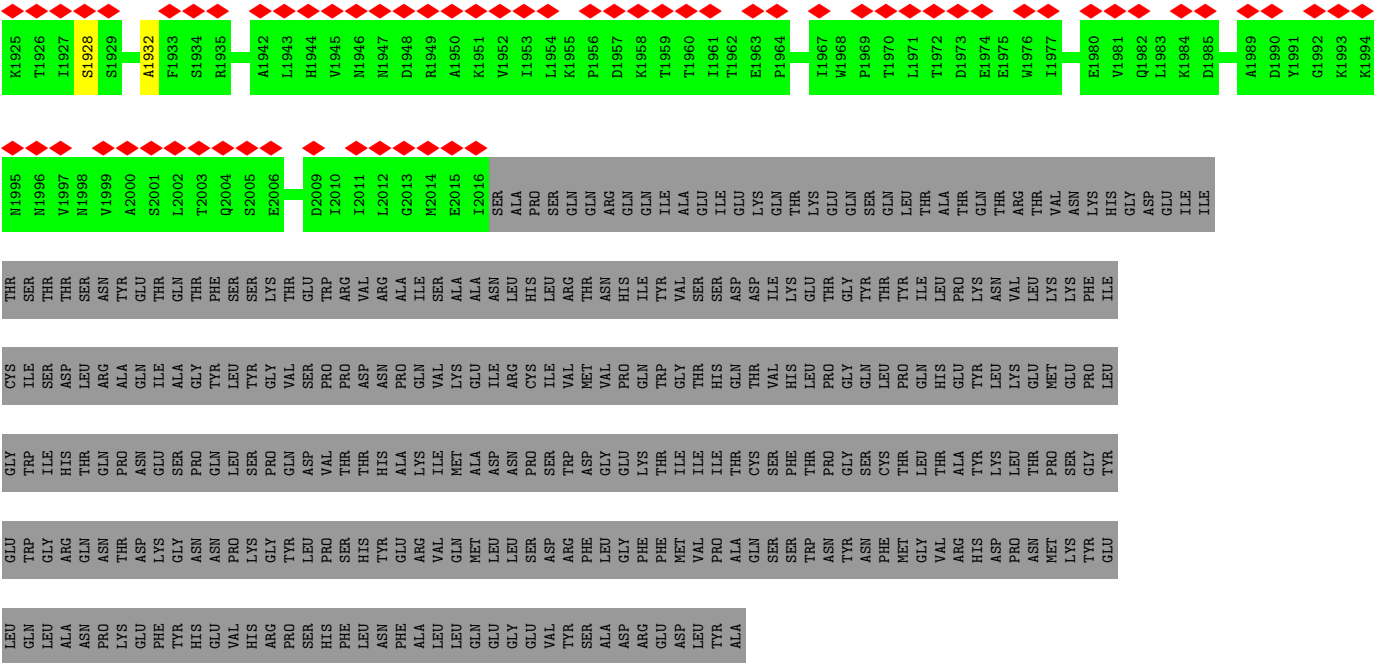 K1925 T1926 I1927 S1928 S1929 A1932 F1933 S1934 R1935 A1942 L1943 H1944 V1945 N1946 N1947 D1948 R1949 A1950 K1951 V1952 I1953 L1954 K1955 P1956 D1957 K1958 T1959 T1960 I1961 T1962 E1963 P1964 I1967 W1968 P1969 T1970 L1971 T1972 D1973 E1974 E1975 W1976 I1977 E1980 V1981 Q1982 L1983 K1984 D1985 A1989 D1990 Y1991 G1992 K1993 K1994
N1995 N1996 V1997 N1998 V1999 A2000 S2001 L2002 T2003 Q2004 S2005 E2006 D2009 I2010 I2011 L2012 G2013 M2014 E2015 I2016 SER ALA PRO SER GLN GLN ARG GLN GLN ILE ALA GLU ILE GLU LYS GLN THR LYS GLU GLN SER GLN LEU THR ALA THR GLN THR ARG THR VAL ASN LYS HIS GLY ASP GLU ILE ILE
THR SER THR THR SER ASN TYR GLU THR GLN THR PHE SER SER LYS THR GLU TRP ARG VAL ARG ALA ILE SER ALA ALA ASN LEU HIS LEU ARG THR ASN HIS ILE TYR VAL SER SER ASP ASP ILE LYS GLU THR GLY TYR THR TYR ILE LEU PRO LYS ASN VAL LEU LYS LYS PHE ILE
CYS ILE SER ASP LEU ARG ALA GLN ILE ALA GLY TYR LEU TYR GLY VAL SER PRO PRO ASP ASN PRO GLN VAL LYS GLU ILE ARG CYS ILE VAL MET VAL PRO GLN TRP GLY THR HIS GLN THR VAL HIS LEU PRO GLY GLN LEU PRO GLN HIS GLU TYR LEU LYS GLU MET GLU PRO LEU
GLY TRP ILE HIS THR GLN PRO ASN GLU SER PRO GLN LEU SER PRO GLN ASP VAL THR THR HIS ALA LYS ILE MET ALA ASP ASN PRO SER TRP ASP GLY GLU LYS THR ILE ILE ILE THR CYS SER PHE THR PRO GLY SER CYS THR LEU THR ALA TYR LYS LEU THR PRO SER GLY TYR
GLU TRP GLY ARG GLN ASN THR ASP LYS GLY ASN ASN PRO LYS GLY TYR LEU PRO SER HIS TYR GLU ARG VAL GLN MET LEU LEU SER ASP ARG PHE LEU GLY PHE PHE MET VAL PRO ALA GLN SER SER TRP ASN TYR ASN PHE MET GLY VAL ARG HIS ASP PRO ASN MET LYS TYR GLU
LEU GLN LEU ALA ASN PRO LYS GLU PHE TYR HIS GLU VAL HIS ARG PRO SER HIS PHE LEU ASN PHE ALA LEU LEU GLN GLU GLY GLU VAL TYR SER ALA ASP ARG GLU ASP LEU TYR ALA